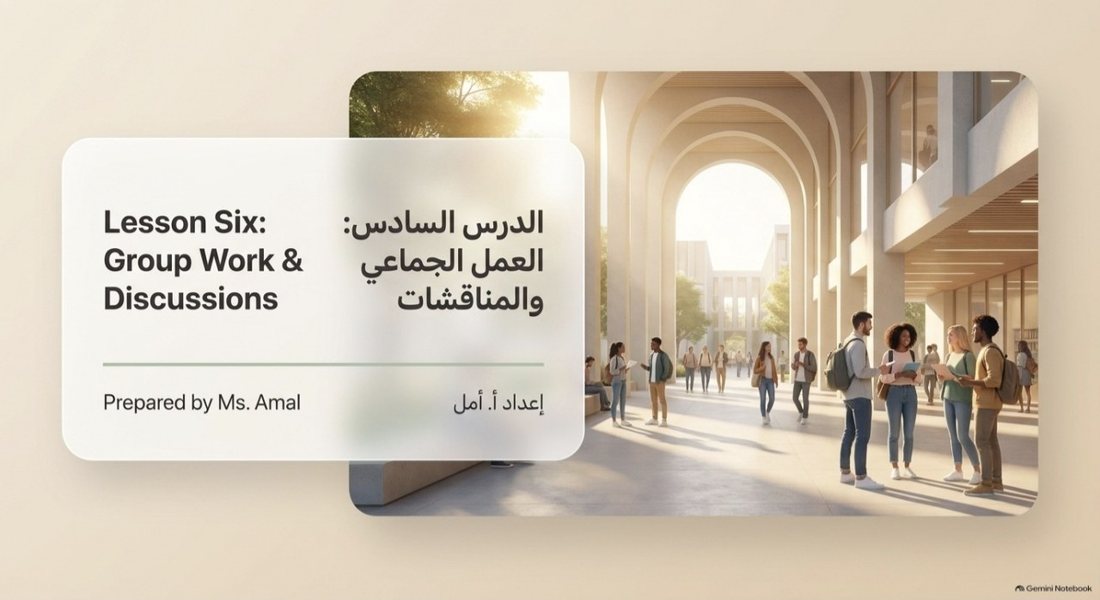 Lesson Six:
Group Work &
Discussions
الدرس السادس:
العمل الجماعي
والمناقشات
Prepared by Ms. Amal
إعداد أ. أمل
Gemini Notebook